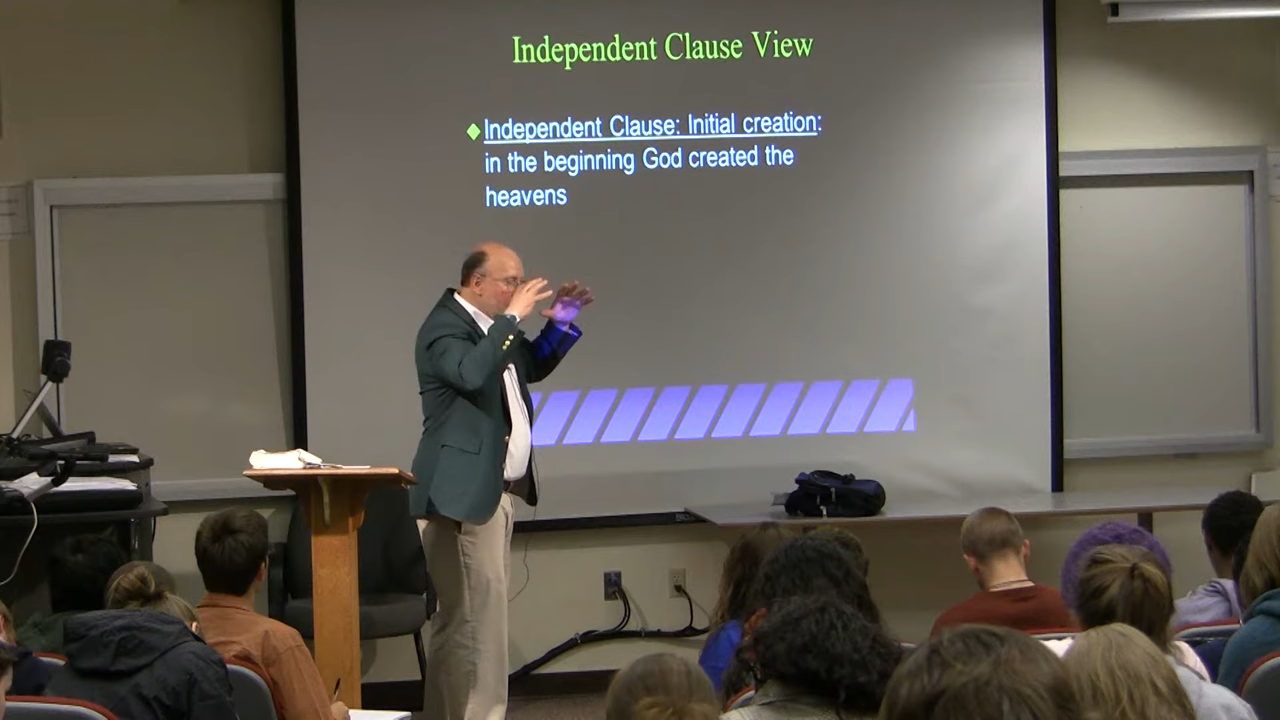 Independent Clause View
Independent Clause: Initial creation:
in the beginning God created the
heavens